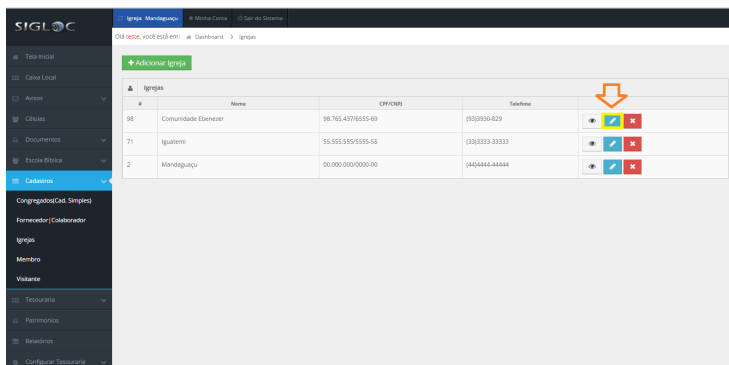 SIGLOC
Igreja: Mandaguaçu
Minha Conta
Sair do Sistema
Olá teste, você está em: Dashboard > Igrejas
Tela Inicial
Caixa Local
Avisos
Células
Documentos
Escola Bíblica
Cadastros
Congregados(Cad. Simples)
Fornecedor|Colaborador
Igrejas
Membro
Visitante
Tesouraria
Patrimonios
Relatórios
Configurar Tesouraria
+Adicionar Igreja
Igrejas
# Nome CPF/CNPJ Telefone
98 Comunidade Ebenezer 98.765.437/6555-69 (93)3930-829
71 Iguatemi 55.555.555/5555-55 (33)3333-33333
2 Mandaguaçu 00.000.000/0000-00 (44)4444-44444